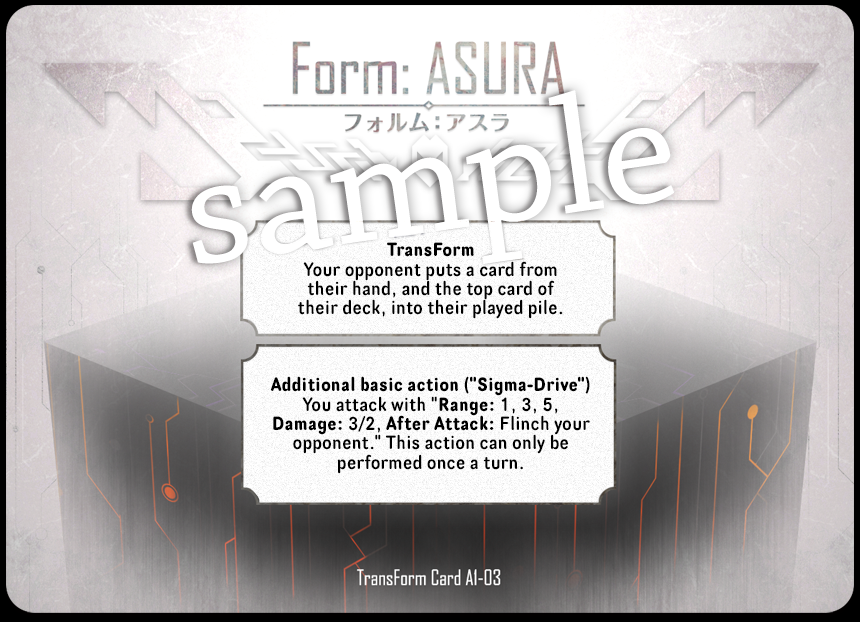 Form: ASURA
フォルム：アスラ
sample
TransForm
Your opponent puts a card from
their hand, and the top card of
their deck, into their played pile.
Additional basic action ("Sigma-Drive")
You attack with "Range: 1, 3, 5,
Damage: 3/2, After Attack: Flinch your
opponent." This action can only be
performed once a turn.
TransForm Card A1-03